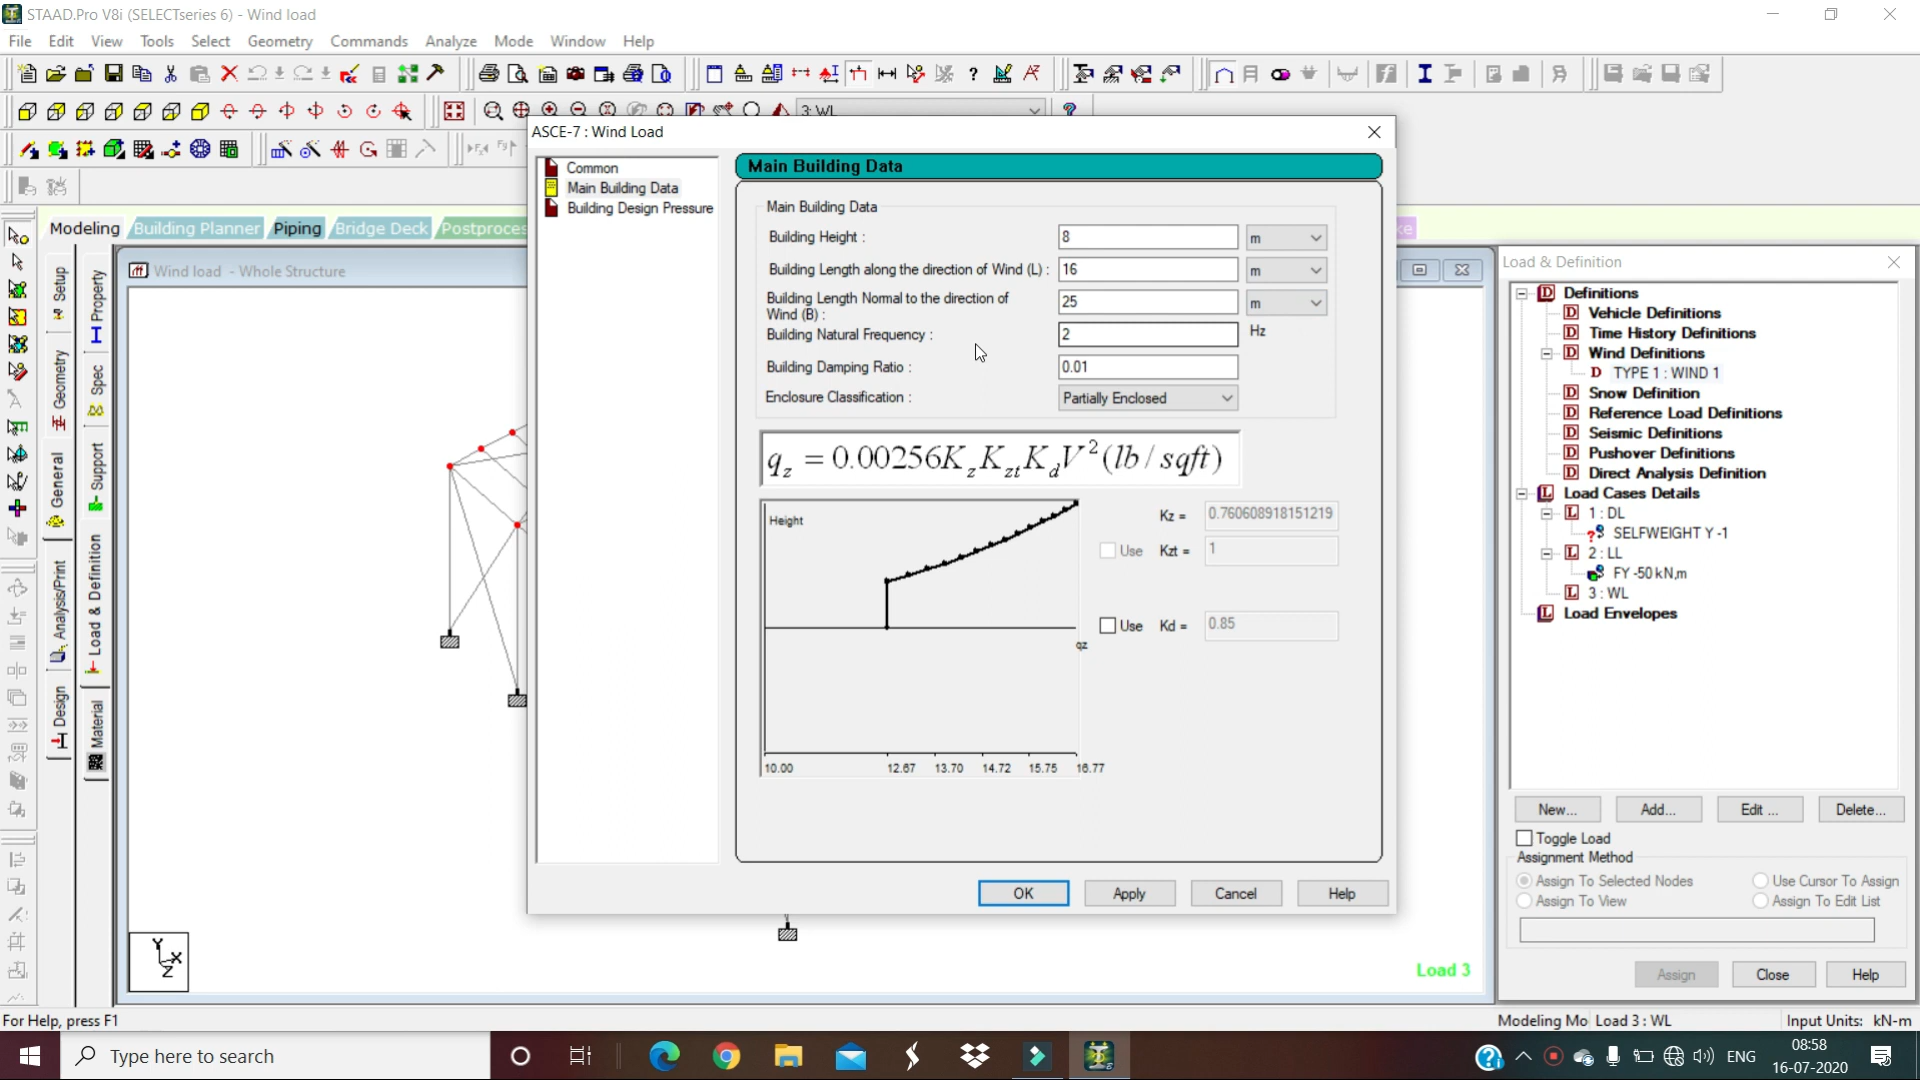 STAAD.Pro V8i (SELECTseries 6) - Wind load
File Edit View Tools Select Geometry Commands Analyze Mode Window Help
3: WL
ASCE-7 : Wind Load
Common
Main Building Data
Building Design Pressure
Main Building Data
Main Building Data
Building Height : 8 m
Building Length along the direction of Wind (L) : 16 m
Building Length Normal to the direction of Wind (B) : 25 m
Building Natural Frequency : 2 Hz
Building Damping Ratio : 0.01
Enclosure Classification : Partially Enclosed
q_z = 0.00256K_z K_zt K_d V^2 (lb / sqft)
Height
qz
10.00 12.67 13.70 14.72 15.75 16.77
Kz = 0.760608918151219
Use Kzt = 1
Use Kd = 0.85
OK Apply Cancel Help
Modeling Building Planner Piping Bridge Deck Postproces
ce
Wind load - Whole Structure
Setup
Geometry
General
Analysis/Print
Design
Property
Spec
Support
Load & Definition
Material
Y
X
Z
Load 3
Load & Definition
Definitions
Vehicle Definitions
Time History Definitions
Wind Definitions
TYPE 1 : WIND 1
Snow Definition
Reference Load Definitions
Seismic Definitions
Pushover Definitions
Direct Analysis Definition
Load Cases Details
1 : DL
SELFWEIGHT Y -1
2 : LL
FY -50 kN,m
3 : WL
Load Envelopes
New... Add... Edit ... Delete...
Toggle Load
Assignment Method
Assign To Selected Nodes Use Cursor To Assign
Assign To View Assign To Edit List
Assign Close Help
For Help, press F1
Modeling Mo Load 3 : WL Input Units: kN-m
Type here to search
ENG
08:58
16-07-2020